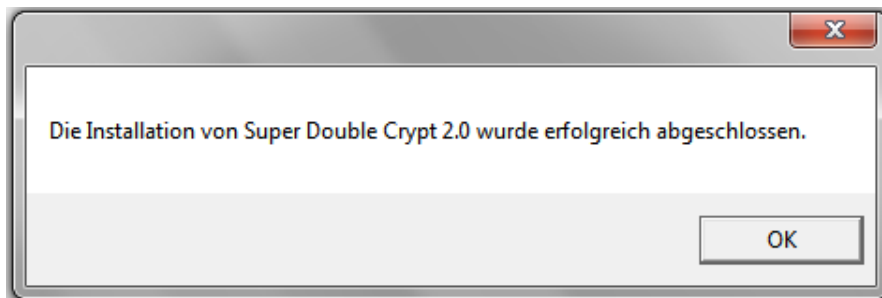 Die Installation von Super Double Crypt 2.0 wurde erfolgreich abgeschlossen.
OK